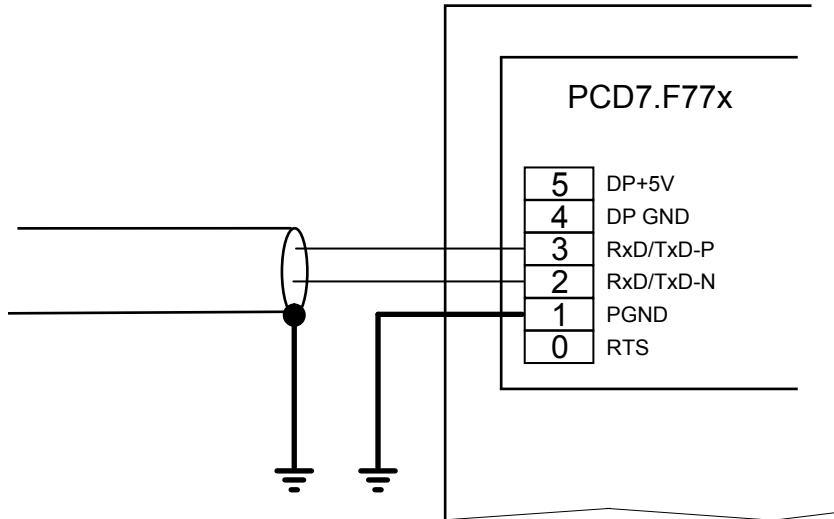 PCD7.F77x
5 DP+5V
4 DP GND
3 RxD/TxD-P
2 RxD/TxD-N
1 PGND
0 RTS